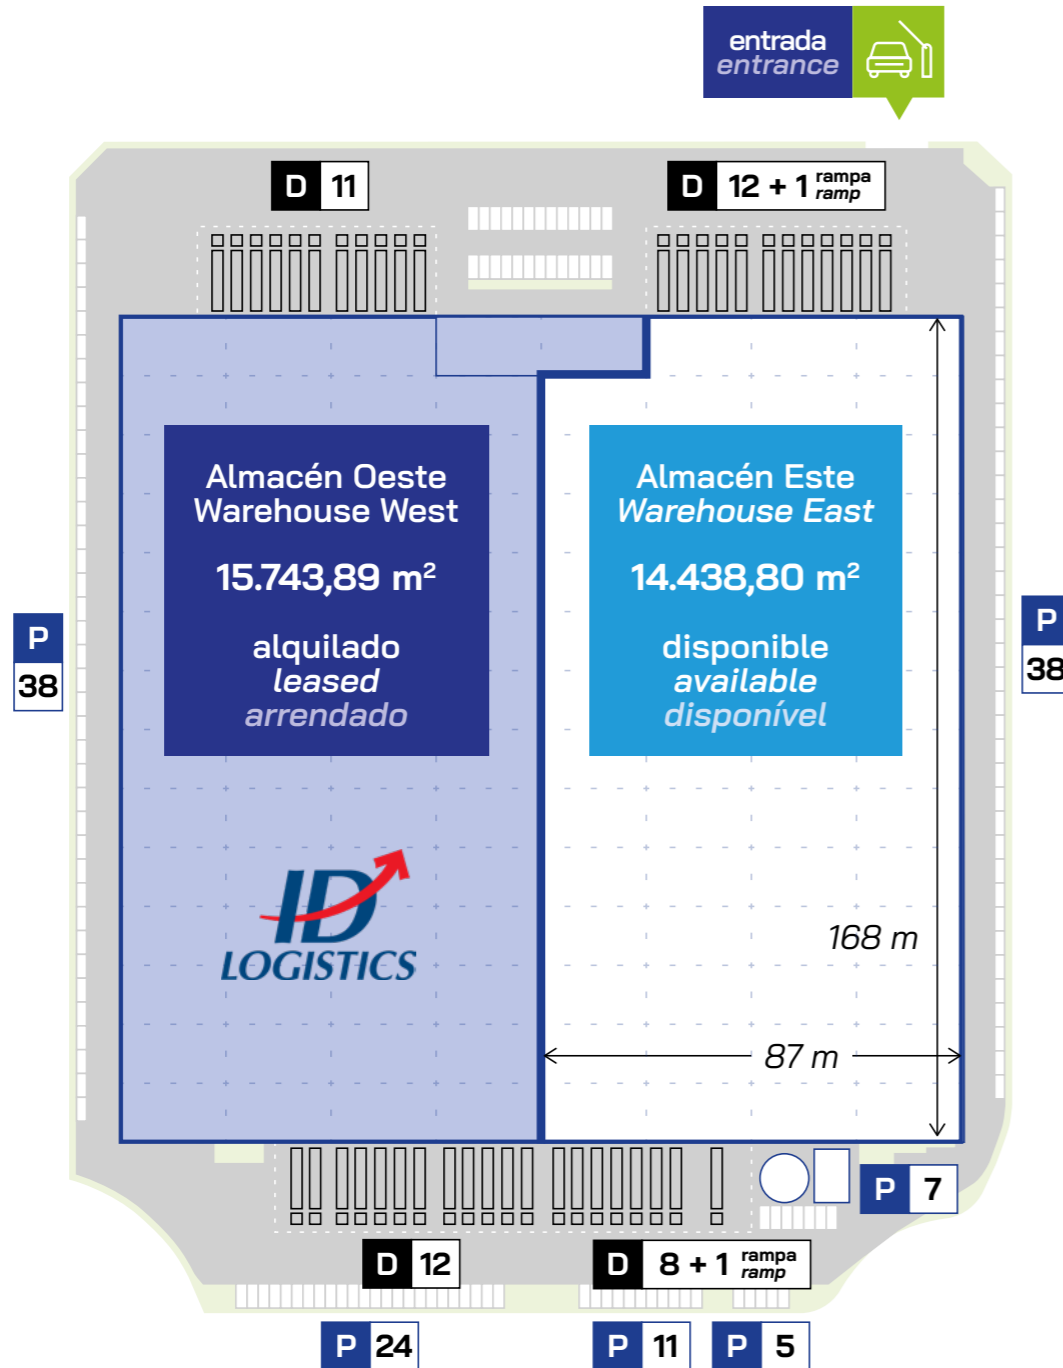 entrada
entrance
D 11
D 12 + 1 rampa
ramp
Almacén Oeste
Warehouse West
15.743,89 m²
alquilado
leased
arrendado
Almacén Este
Warehouse East
14.438,80 m²
disponible
available
disponível
P
38
P
38
ID
LOGISTICS
168 m
87 m
P 7
D 12
D 8 + 1 rampa
ramp
P 24
P 11
P 5